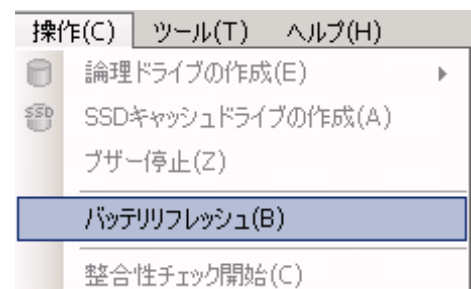 操作(C) ツール(T) ヘルプ(H)
論理ドライブの作成(E)
SSD SSDキャッシュドライブの作成(A)
ブザー停止(Z)
バッテリリフレッシュ(B)
整合性チェック開始(C)